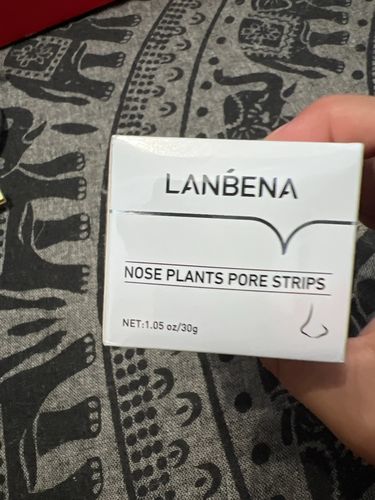 LANBENA
NOSE PLANTS PORE STRIPS
NET:1.05 oz/30g